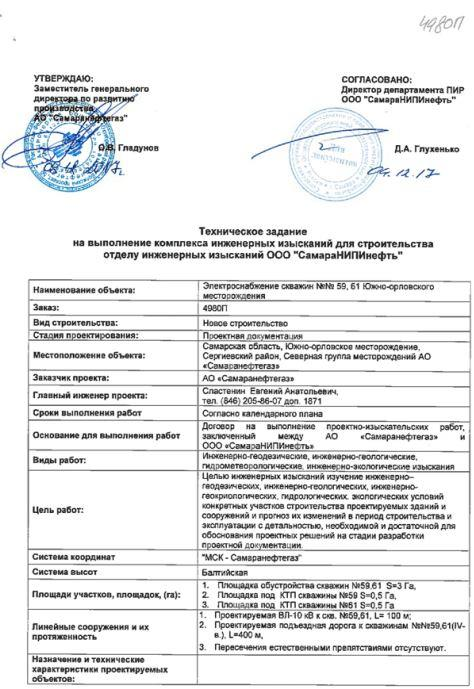 4980П
УТВЕРЖДАЮ:
Заместитель генерального
директора по развитию
производства
АО "Самаранефтегаз"
О.В. Гладунов
СОГЛАСОВАНО:
Директор департамента ПИР
ООО "СамараНИПИнефть"
Для
документов
Д.А. Глухенько
04.12.17
Техническое задание
на выполнение комплекса инженерных изысканий для строительства
отделу инженерных изысканий ООО "СамараНИПИнефть"
Наименование объекта:
Электроснабжение скважин №№ 59, 61 Южно-орловского
месторождения
Заказ:
4980П
Вид строительства:
Новое строительство
Стадия проектирования:
Проектная документация
Местоположение объекта:
Самарская область, Южно-орловское месторождение,
Сергиевский район, Северная группа месторождений АО
«Самаранефтегаз»
Заказчик проекта:
АО «Самаранефтегаз»
Главный инженер проекта:
Сластенин Евгений Анатольевич,
тел. (846) 205-86-07 доп. 1871
Сроки выполнения работ
Согласно календарного плана
Основание для выполнения работ
Договор на выполнение проектно-изыскательских работ,
заключенный между АО «Самаранефтегаз» и
ООО «СамараНИПИнефть»
Виды работ:
Инженерно-геодезические, инженерно-геологические,
гидрометеорологические, инженерно-экологические изыскания
Цель работ:
Целью инженерных изысканий изучение инженерно–
геодезических, инженерно-геологических, инженерно-
геокриологических, гидрологических. экологических условий
конкретных участков строительства проектируемых зданий и
сооружений и прогноз их изменений в период строительства и
эксплуатации с детальностью, необходимой и достаточной для
обоснования проектных решений на стадии разработки
проектной документации.
Система координат
"МСК - Самаранефтегаз"
Система высот
Балтийская
Площади участков, площадок, (га):
1. Площадка обустройства скважин №59,61 S=3 Га,
2. Площадка под КТП скважины №59 S=0,5 Га,
3. Площадка под КТП скважины №61 S=0,5 Га
Линейные сооружения и их
протяженность
1. Проектируемая ВЛ-10 кВ к скв. №59,61, L= 100 м;
2. Проектируемая подъездная дорога к скважинам №№59,61(IV-
в.), L=400 м,
3. Пересечения естественными препятствиями отсутствуют.
Назначение и технические
характеристики проектируемых
объектов: